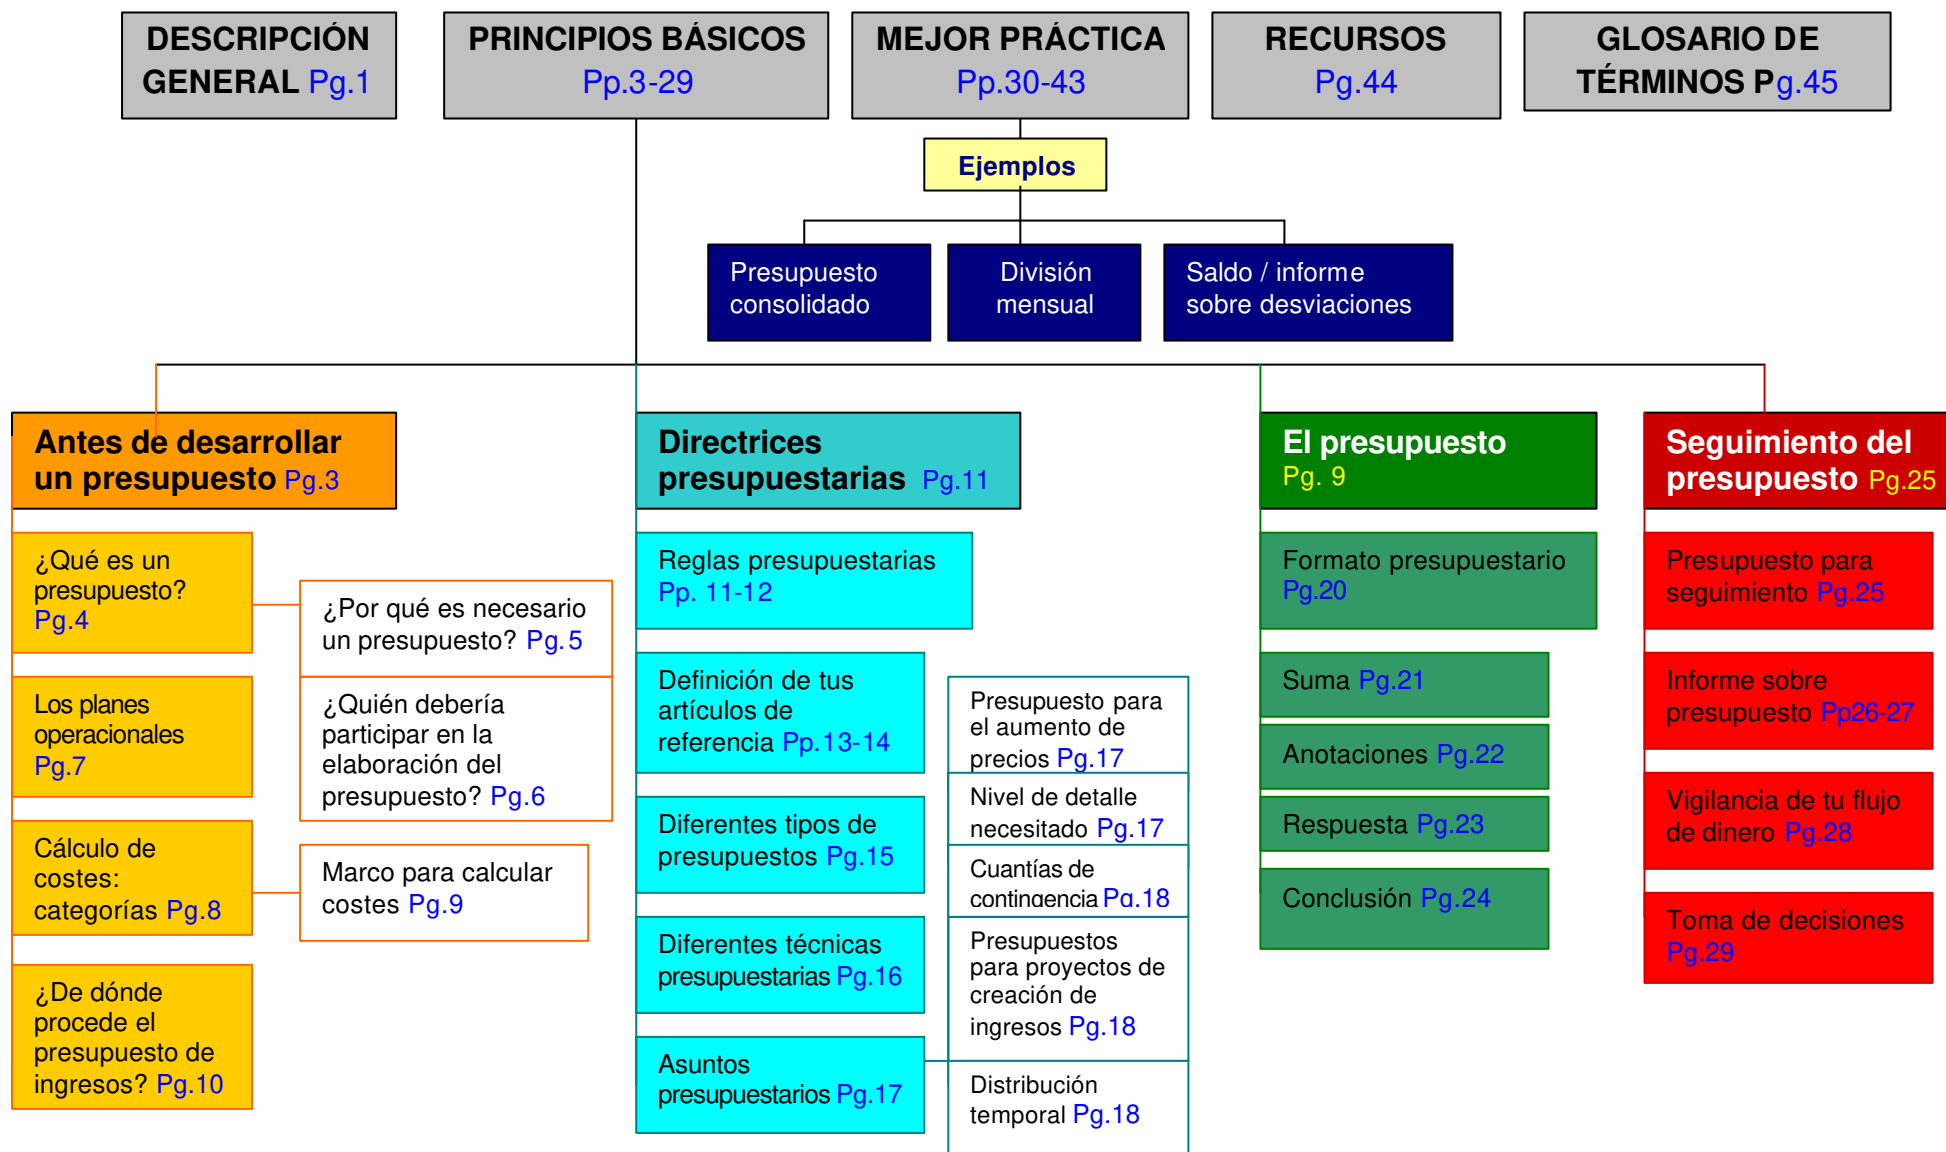 DESCRIPCIÓN
GENERAL Pg.1
PRINCIPIOS BÁSICOS
Pp.3-29
MEJOR PRÁCTICA
Pp.30-43
RECURSOS
Pg.44
GLOSARIO DE
TÉRMINOS Pg.45
Ejemplos
Presupuesto
consolidado
División
mensual
Saldo / informe
sobre desviaciones
Antes de desarrollar
un presupuesto Pg.3
¿Qué es un
presupuesto?
Pg.4
¿Por qué es necesario
un presupuesto? Pg.5
¿Quién debería
participar en la
elaboración del
presupuesto? Pg.6
Los planes
operacionales
Pg.7
Cálculo de
costes:
categorías Pg.8
Marco para calcular
costes Pg.9
¿De dónde
procede el
presupuesto de
ingresos? Pg.10
Directrices
presupuestarias Pg.11
Reglas presupuestarias
Pp. 11-12
Definición de tus
artículos de
referencia Pp.13-14
Diferentes tipos de
presupuestos Pg.15
Diferentes técnicas
presupuestarias Pg.16
Asuntos
presupuestarios Pg.17
Presupuesto para
el aumento de
precios Pg.17
Nivel de detalle
necesitado Pg.17
Cuantías de
contingencia Pg.18
Presupuestos
para proyectos de
creación de
ingresos Pg.18
Distribución
temporal Pg.18
El presupuesto
Pg. 9
Formato presupuestario
Pg.20
Suma Pg.21
Anotaciones Pg.22
Respuesta Pg.23
Conclusión Pg.24
Seguimiento del
presupuesto Pg.25
Presupuesto para
seguimiento Pg.25
Informe sobre
presupuesto Pp26-27
Vigilancia de tu flujo
de dinero Pg.28
Toma de decisiones
Pg.29